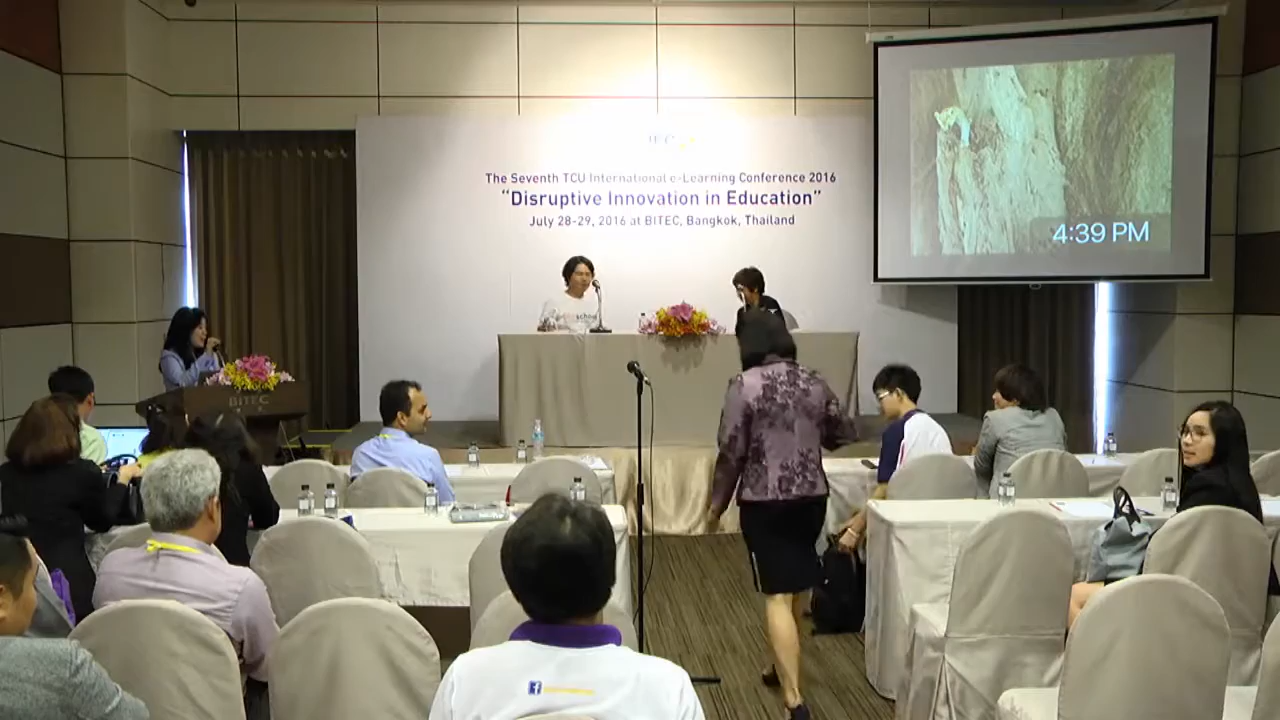 The Seventh TCU International e-Learning Conference 2016
"Disruptive Innovation in Education"
July 28-29, 2016 at BITEC, Bangkok, Thailand
4:39 PM
BITEC